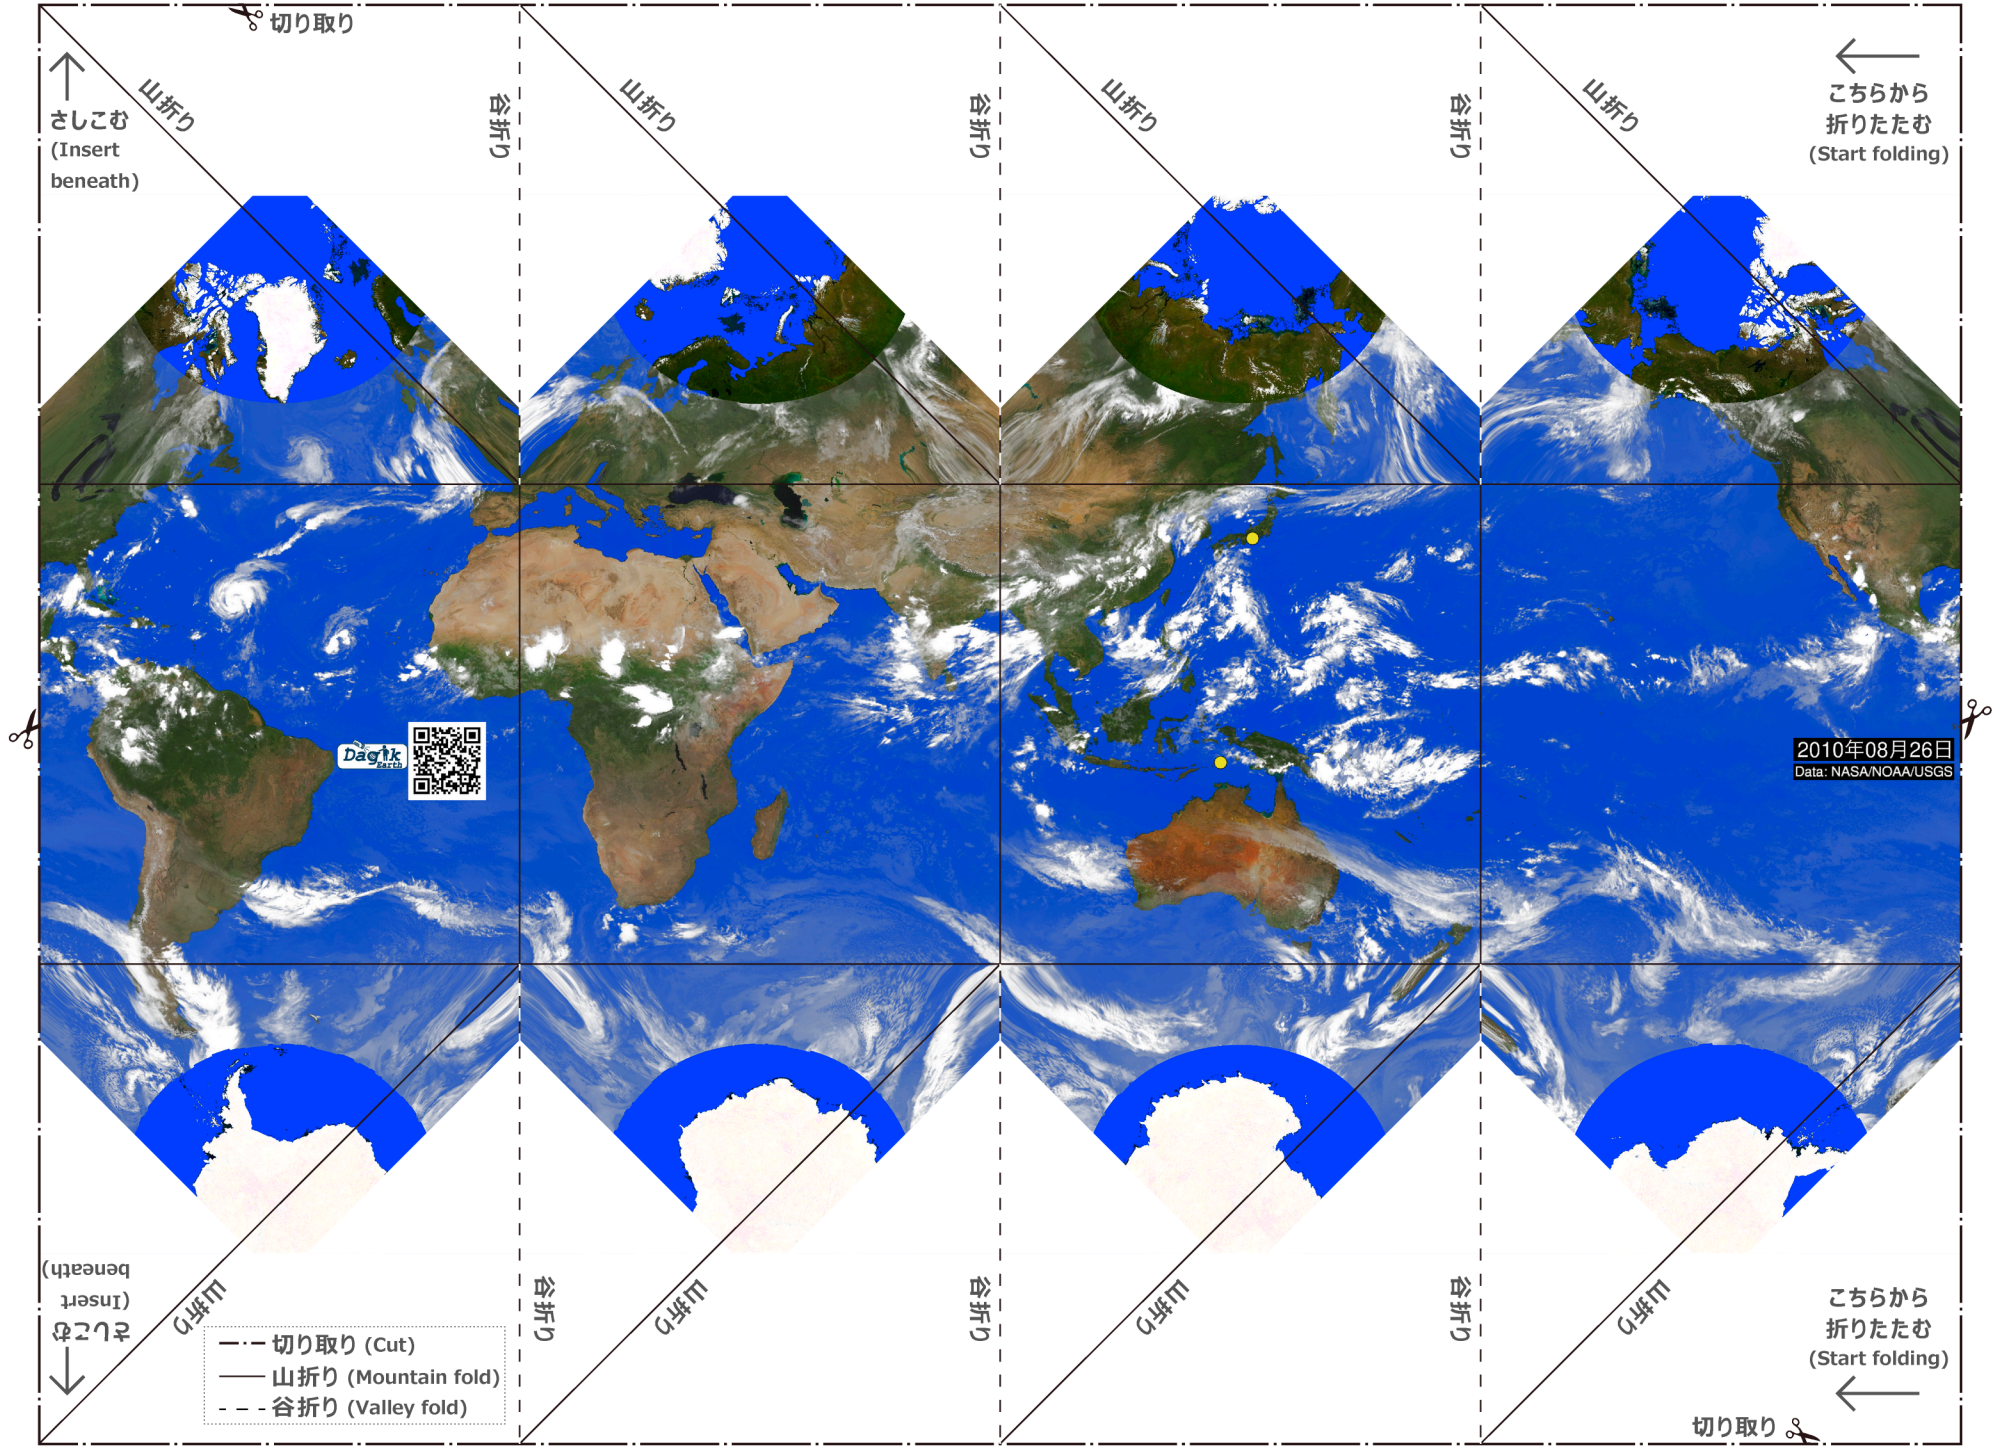 切り取り
さしこむ
(Insert
beneath)
山折り
谷折り
山折り
谷折り
山折り
谷折り
山折り
こちらから
折りたたむ
(Start folding)
Dagik
Earth
2010年08月26日
Data: NASA/NOAA/USGS
さしこむ
(Insert
beneath)
山折り
谷折り
山折り
谷折り
山折り
谷折り
山折り
こちらから
折りたたむ
(Start folding)
切り取り (Cut)
山折り (Mountain fold)
谷折り (Valley fold)
切り取り